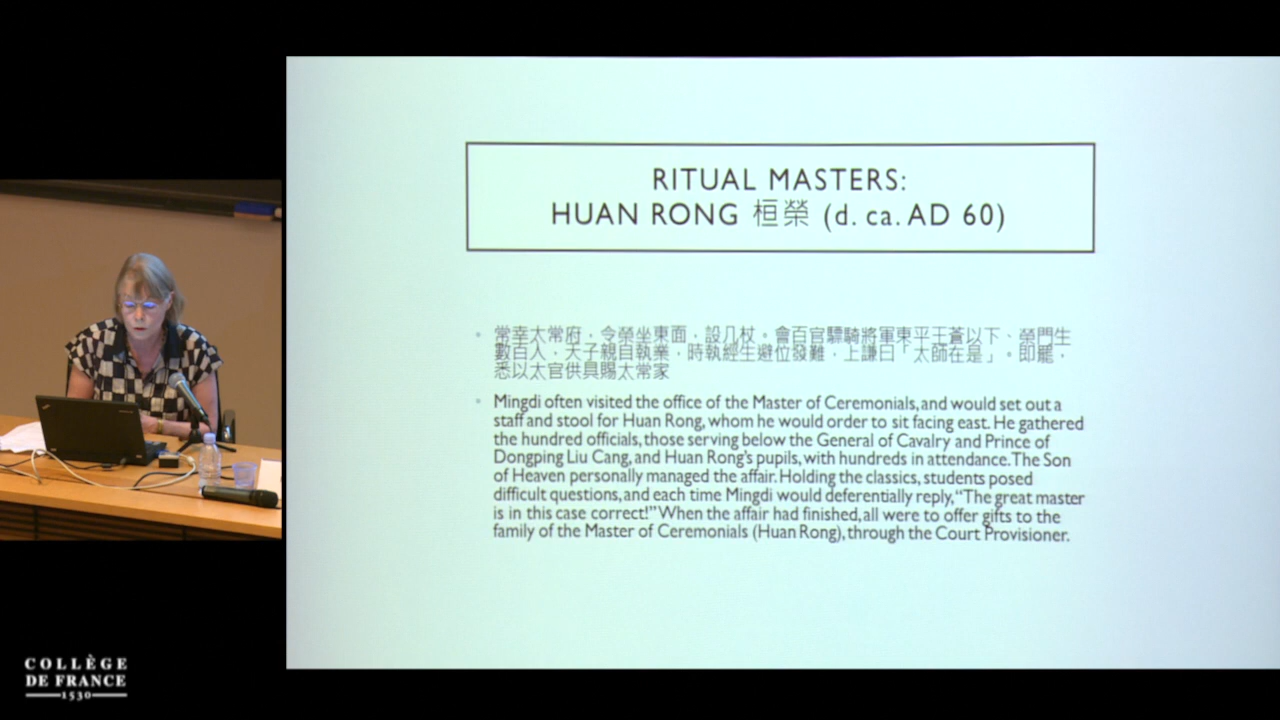 RITUAL MASTERS:
HUAN RONG 桓榮 (d. ca. AD 60)
常幸太常府，令榮坐東面，設几杖。會百官驃騎將軍東平王蒼以下、榮門生
數百人，天子親自執業，時執經生避位發難，上謙曰「太師在是」。即罷，
悉以太官供具賜太常家
Mingdi often visited the office of the Master of Ceremonials, and would set out a
staff and stool for Huan Rong, whom he would order to sit facing east. He gathered
the hundred officials, those serving below the General of Cavalry and Prince of
Dongping Liu Cang, and Huan Rong's pupils, with hundreds in attendance. The Son
of Heaven personally managed the affair. Holding the classics, students posed
difficult questions, and each time Mingdi would deferentially reply, “The great master
is in this case correct!” When the affair had finished, all were to offer gifts to the
family of the Master of Ceremonials (Huan Rong), through the Court Provisioner.
COLLÈGE
DE FRANCE
1530